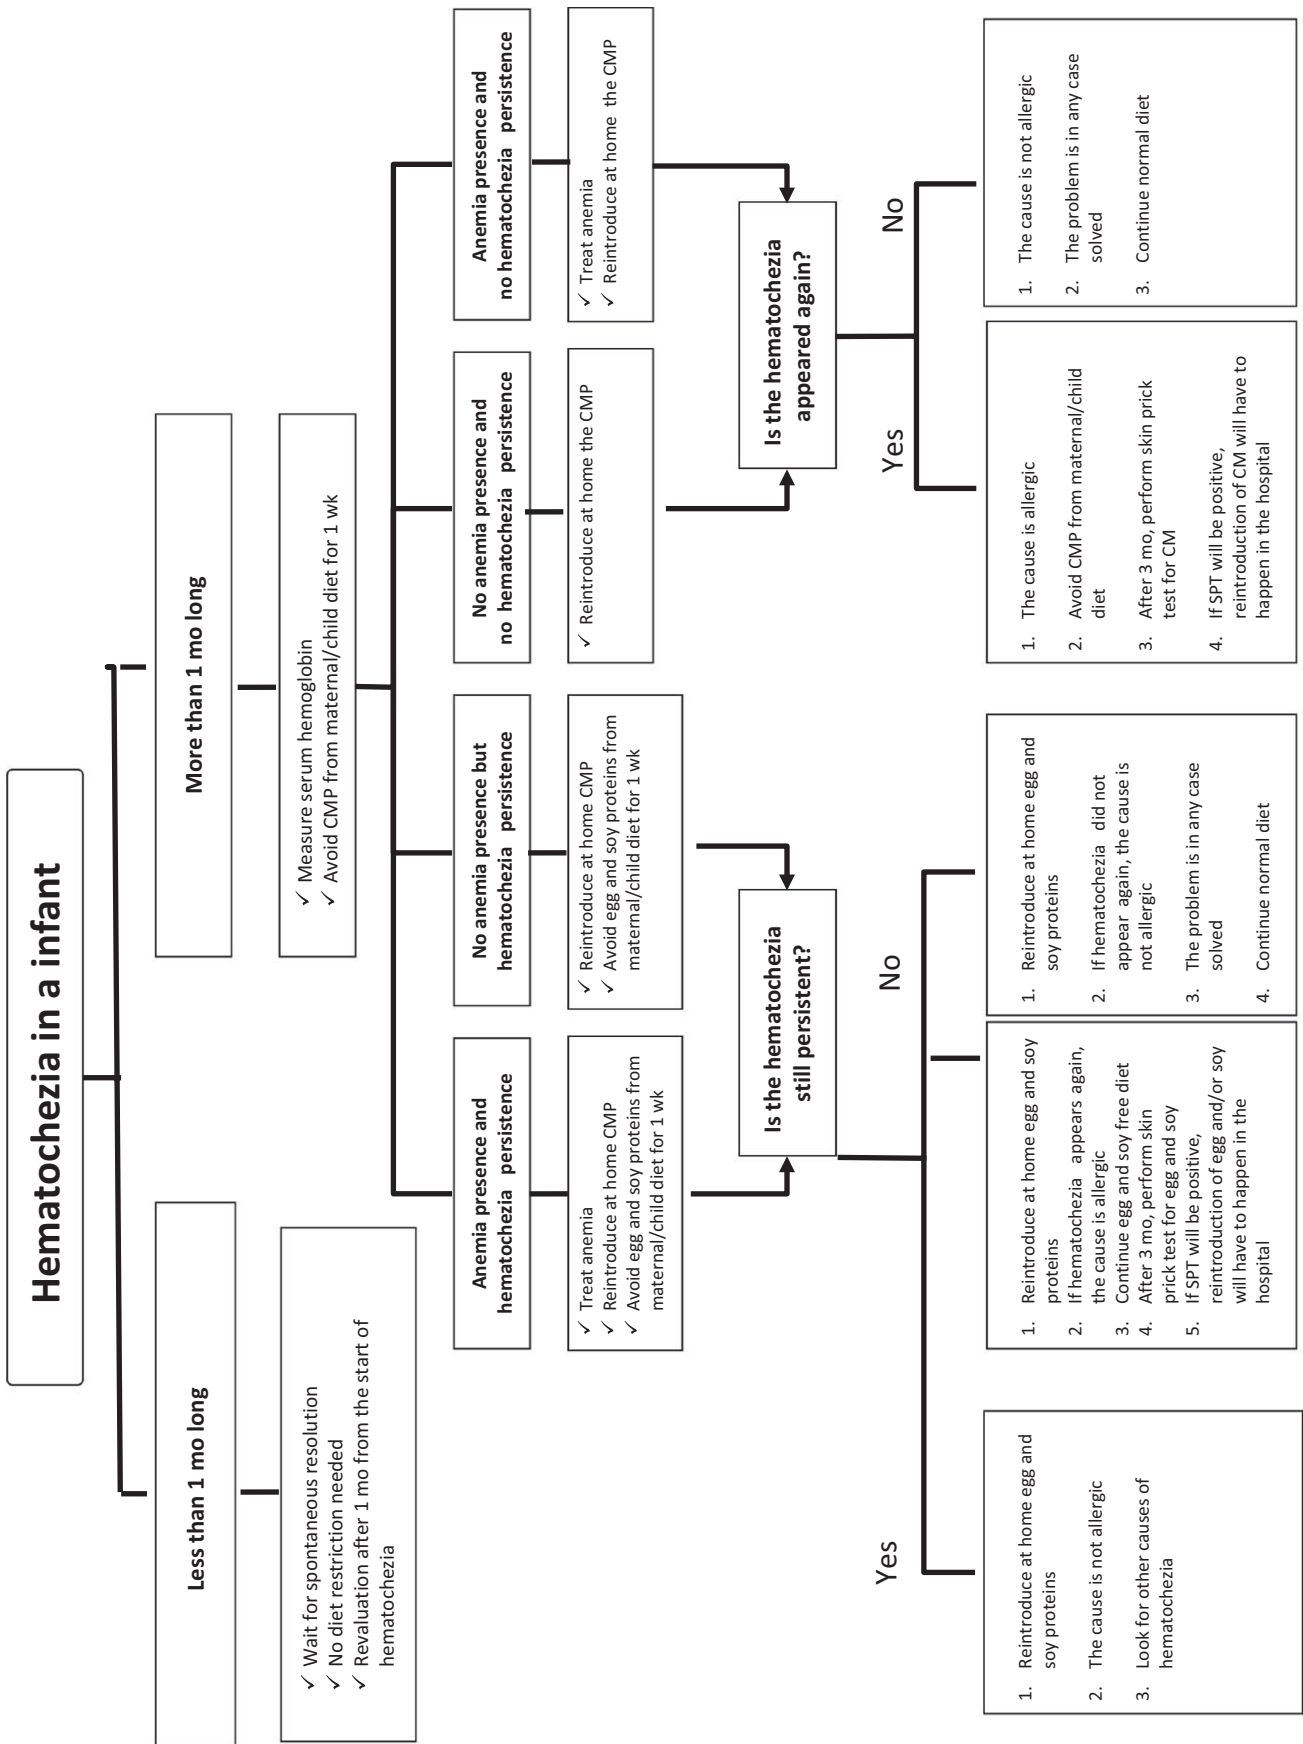 Hematochezia in a infant
Less than 1 mo long
✓ Wait for spontaneous resolution
✓ No diet restriction needed
✓ Revaluation after 1 mo from the start of
hematochezia
More than 1 mo long
✓ Measure serum hemoglobin
✓ Avoid CMP from maternal/child diet for 1 wk
Anemia presence and
hematochezia persistence
✓ Treat anemia
✓ Reintroduce at home CMP
✓ Avoid egg and soy proteins from
maternal/child diet for 1 wk
No anemia presence but
hematochezia persistence
✓ Reintroduce at home CMP
✓ Avoid egg and soy proteins from
maternal/child diet for 1 wk
No anemia presence and
no hematochezia persistence
✓ Reintroduce at home the CMP
Anemia presence and
no hematochezia persistence
✓ Treat anemia
✓ Reintroduce at home the CMP
Is the hematochezia
still persistent?
Is the hematochezia
appeared again?
Yes
No
Yes
No
1. Reintroduce at home egg and
soy proteins
2. The cause is not allergic
3. Look for other causes of
hematochezia
1. Reintroduce at home egg and soy
proteins
2. If hematochezia appears again,
the cause is allergic
3. Continue egg and soy free diet
4. After 3 mo, perform skin
prick test for egg and soy
5. If SPT will be positive,
reintroduction of egg and/or soy
will have to happen in the
hospital
1. Reintroduce at home egg and
soy proteins
2. If hematochezia did not
appear again, the cause is
not allergic
3. The problem is in any case
solved
4. Continue normal diet
1. The cause is allergic
2. Avoid CMP from maternal/child
diet
3. After 3 mo, perform skin prick
test for CM
4. If SPT will be positive,
reintroduction of CM will have to
happen in the hospital
1. The cause is not allergic
2. The problem is in any case
solved
3. Continue normal diet